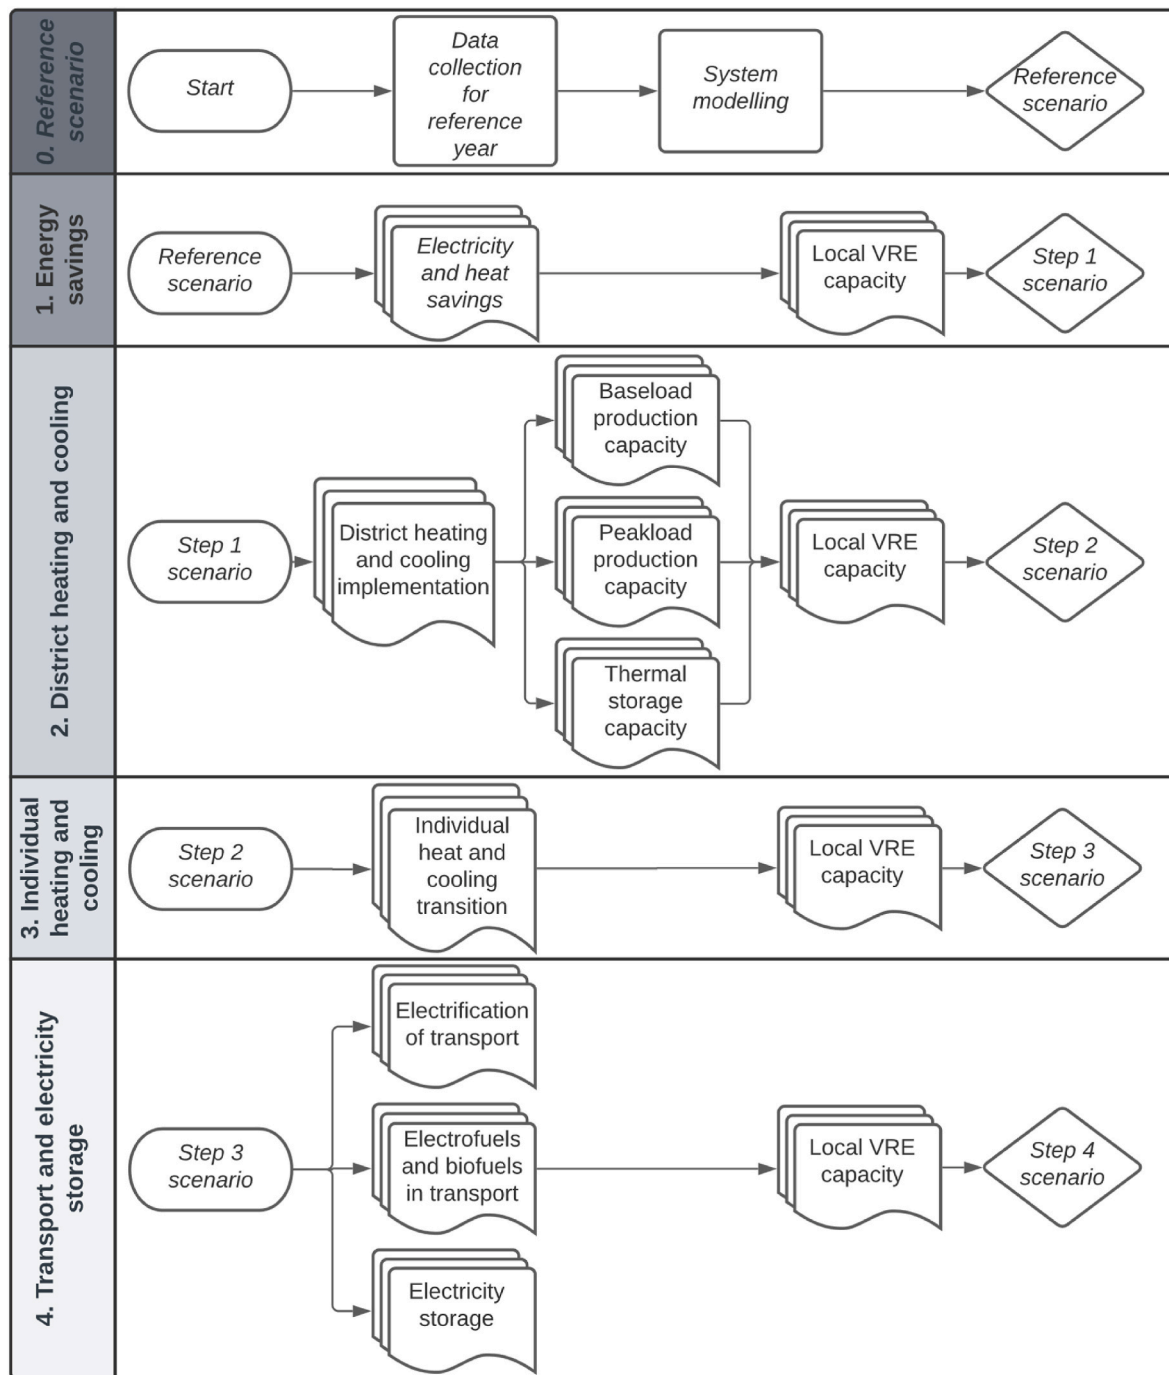 0. Reference
scenario
Start
Data
collection
for
reference
year
System
modelling
Reference
scenario
1. Energy
savings
Reference
scenario
Electricity
and heat
savings
Local VRE
capacity
Step 1
scenario
2. District heating and cooling
Step 1
scenario
District heating
and cooling
implementation
Baseload
production
capacity
Peakload
production
capacity
Thermal
storage
capacity
Local VRE
capacity
Step 2
scenario
3. Individual
heating and
cooling
Step 2
scenario
Individual
heat and
cooling
transition
Local VRE
capacity
Step 3
scenario
4. Transport and electricity
storage
Step 3
scenario
Electrification
of transport
Electrofuels
and biofuels
in transport
Electricity
storage
Local VRE
capacity
Step 4
scenario